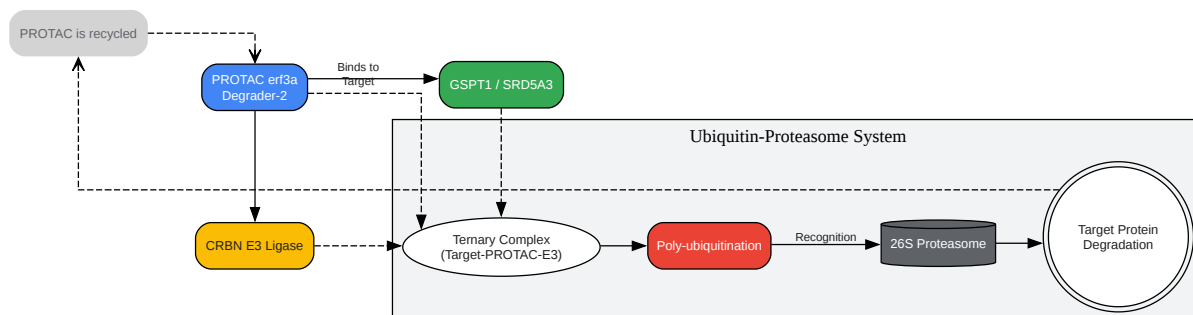 PROTAC is recycled
PROTAC erf3a
Degrader-2
Binds to
Target
GSPT1 / SRD5A3
Ubiquitin-Proteasome System
CRBN E3 Ligase
Ternary Complex
(Target-PROTAC-E3)
Poly-ubiquitination
Recognition
26S Proteasome
Target Protein
Degradation